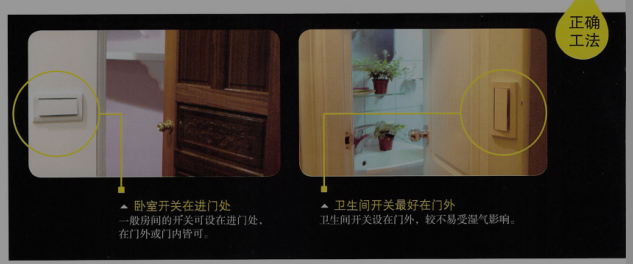 正确
工法
卧室开关在进门处
一般房间的开关可设在进门处，
在门外或门内皆可。
卫生间开关最好在门外
卫生间开关设在门外，较不易受湿气影响。